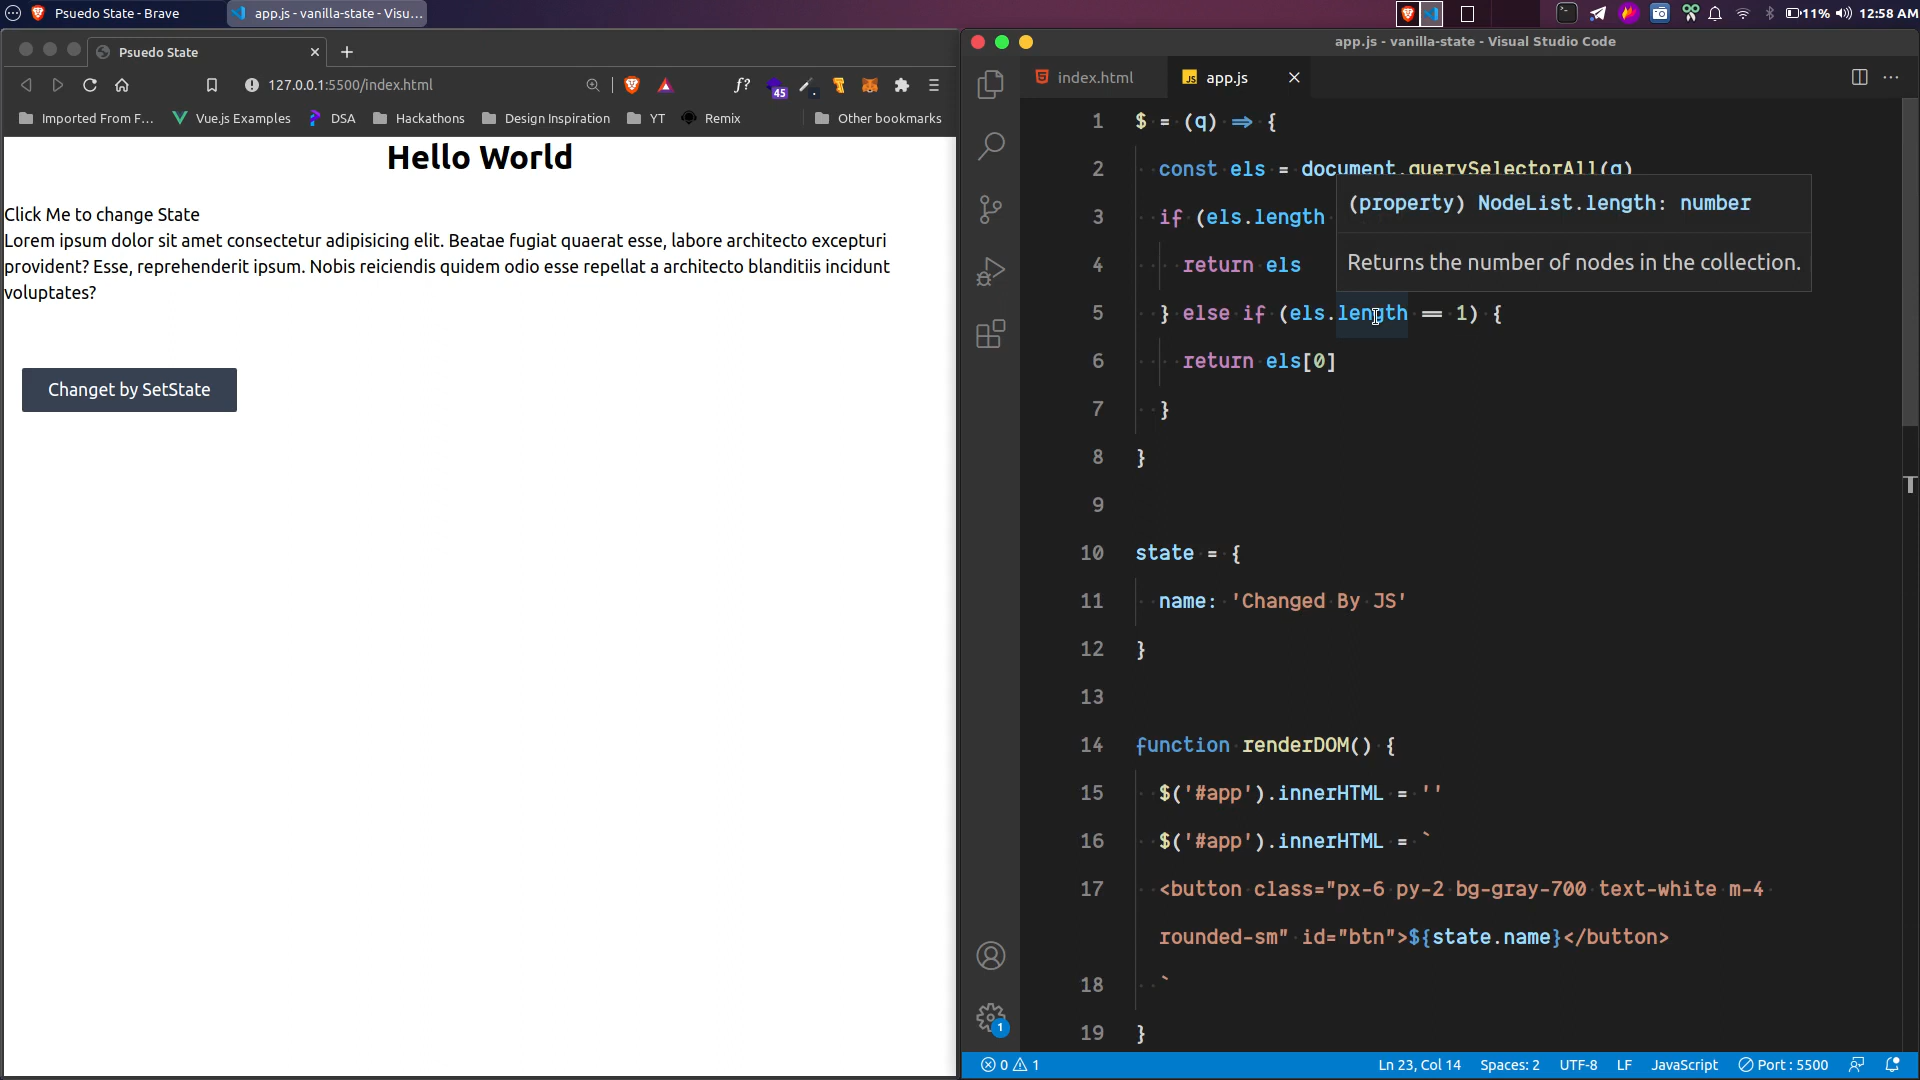 Psuedo State - Brave
app.js - vanilla-state - Visu...
11%
12:58 AM
Psuedo State
127.0.0.1:5500/index.html
f?
45
Imported From F...
Vue.js Examples
DSA
Hackathons
Design Inspiration
YT
Remix
Other bookmarks
Hello World
Click Me to change State
Lorem ipsum dolor sit amet consectetur adipisicing elit. Beatae fugiat quaerat esse, labore architecto excepturi
provident? Esse, reprehenderit ipsum. Nobis reiciendis quidem odio esse repellat a architecto blanditiis incidunt
voluptates?
Changet by SetState
app.js - vanilla-state - Visual Studio Code
index.html
JS app.js
1 $ = (q) => {
2 const els = document.querySelectorAll(q)
3 if (els.length
(property) NodeList.length: number
Returns the number of nodes in the collection.
4 return els
5 } else if (els.length == 1) {
6 return els[0]
7 }
8 }
9
10 state = {
11 name: 'Changed By JS'
12 }
13
14 function renderDOM() {
15 $('#app').innerHTML = ''
16 $('#app').innerHTML = `
17 <button class="px-6 py-2 bg-gray-700 text-white m-4
rounded-sm" id="btn">${state.name}</button>
18 `
19 }
1
0 1
Ln 23, Col 14
Spaces: 2
UTF-8
LF
JavaScript
Port : 5500